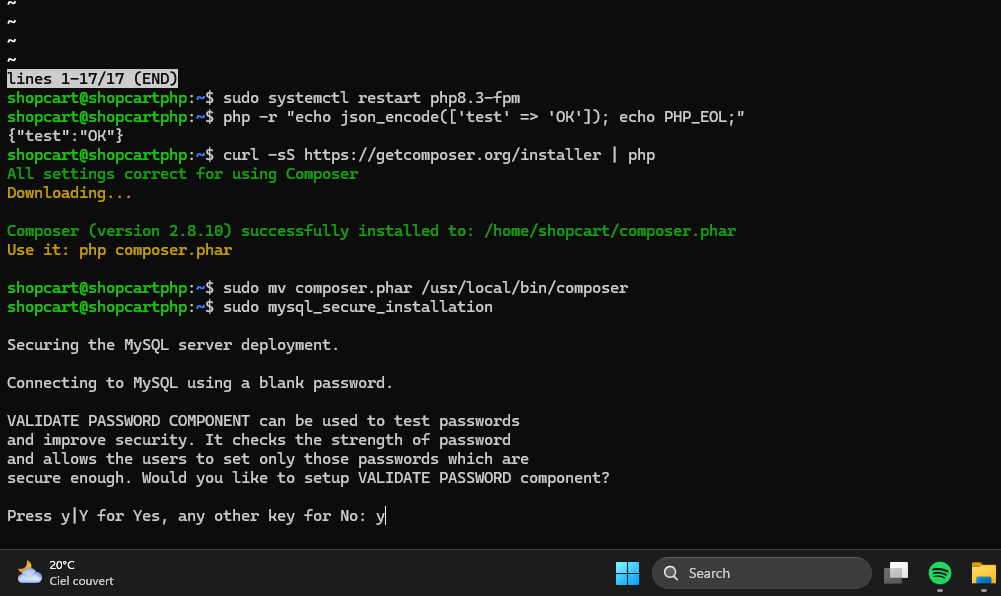 ~
~
~
~
lines 1-17/17 (END)
shopcart@shopcartphp:~$ sudo systemctl restart php8.3-fpm
shopcart@shopcartphp:~$ php -r "echo json_encode(['test' => 'OK']); echo PHP_EOL;"
{"test":"OK"}
shopcart@shopcartphp:~$ curl -sS https://getcomposer.org/installer | php
All settings correct for using Composer
Downloading...
Composer (version 2.8.10) successfully installed to: /home/shopcart/composer.phar
Use it: php composer.phar
shopcart@shopcartphp:~$ sudo mv composer.phar /usr/local/bin/composer
shopcart@shopcartphp:~$ sudo mysql_secure_installation
Securing the MySQL server deployment.
Connecting to MySQL using a blank password.
VALIDATE PASSWORD COMPONENT can be used to test passwords
and improve security. It checks the strength of password
and allows the users to set only those passwords which are
secure enough. Would you like to setup VALIDATE PASSWORD component?
Press y|Y for Yes, any other key for No: y
20°C
Ciel couvert
Search